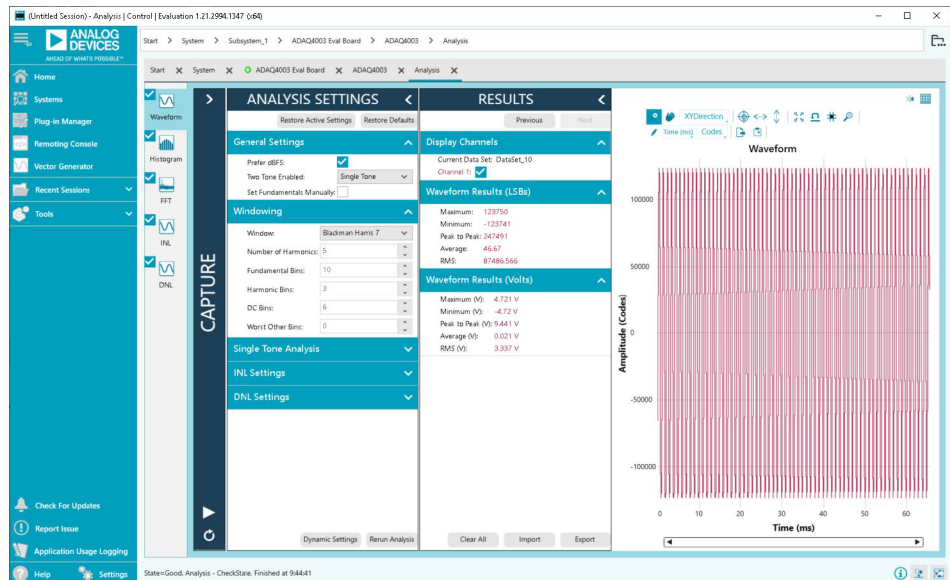 (Untitled Session) - Analysis | Control | Evaluation 1.21.2994.1347 (x64)
ANALOG
DEVICES
AHEAD OF WHAT'S POSSIBLE™
Start > System > Subsystem_1 > ADAQ4003 Eval Board > ADAQ4003 > Analysis
Start System ADAQ4003 Eval Board ADAQ4003 Analysis
Home
Systems
Plug-in Manager
Remoting Console
Vector Generator
Recent Sessions
Tools
Check For Updates
Report Issue
Application Usage Logging
Help Settings
Waveform
Histogram
FFT
INL
DNL
CAPTURE
ANALYSIS SETTINGS
Restore Active Settings Restore Defaults
General Settings
Prefer dBFS:
Two Tone Enabled: Single Tone
Set Fundamentals Manually:
Windowing
Window: Blackman Harris 7
Number of Harmonics: 5
Fundamental Bins: 10
Harmonic Bins: 3
DC Bins: 6
Worst Other Bins: 0
Single Tone Analysis
INL Settings
DNL Settings
Dynamic Settings Rerun Analysis
RESULTS
Previous Next
Display Channels
Current Data Set: DataSet_10
Channel 1:
Waveform Results (LSBs)
Maximum: 123750
Minimum: -123741
Peak to Peak: 247491
Average: 46.67
RMS: 87486.566
Waveform Results (Volts)
Maximum (V): 4.721 V
Minimum (V): -4.72 V
Peak to Peak (V): 9.441 V
Average (V): 0.021 V
RMS (V): 3.337 V
Clear All Import Export
XYDirection
Time (ms) Codes
Waveform
Amplitude (Codes)
100000
50000
0
-50000
-100000
0 10 20 30 40 50 60
Time (ms)
State=Good, Analysis - CheckState, Finished at 9:44:41